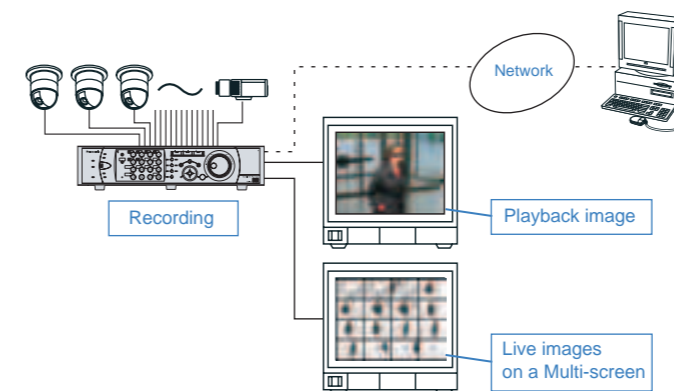 Network
Recording
Playback image
Live images
on a Multi-screen